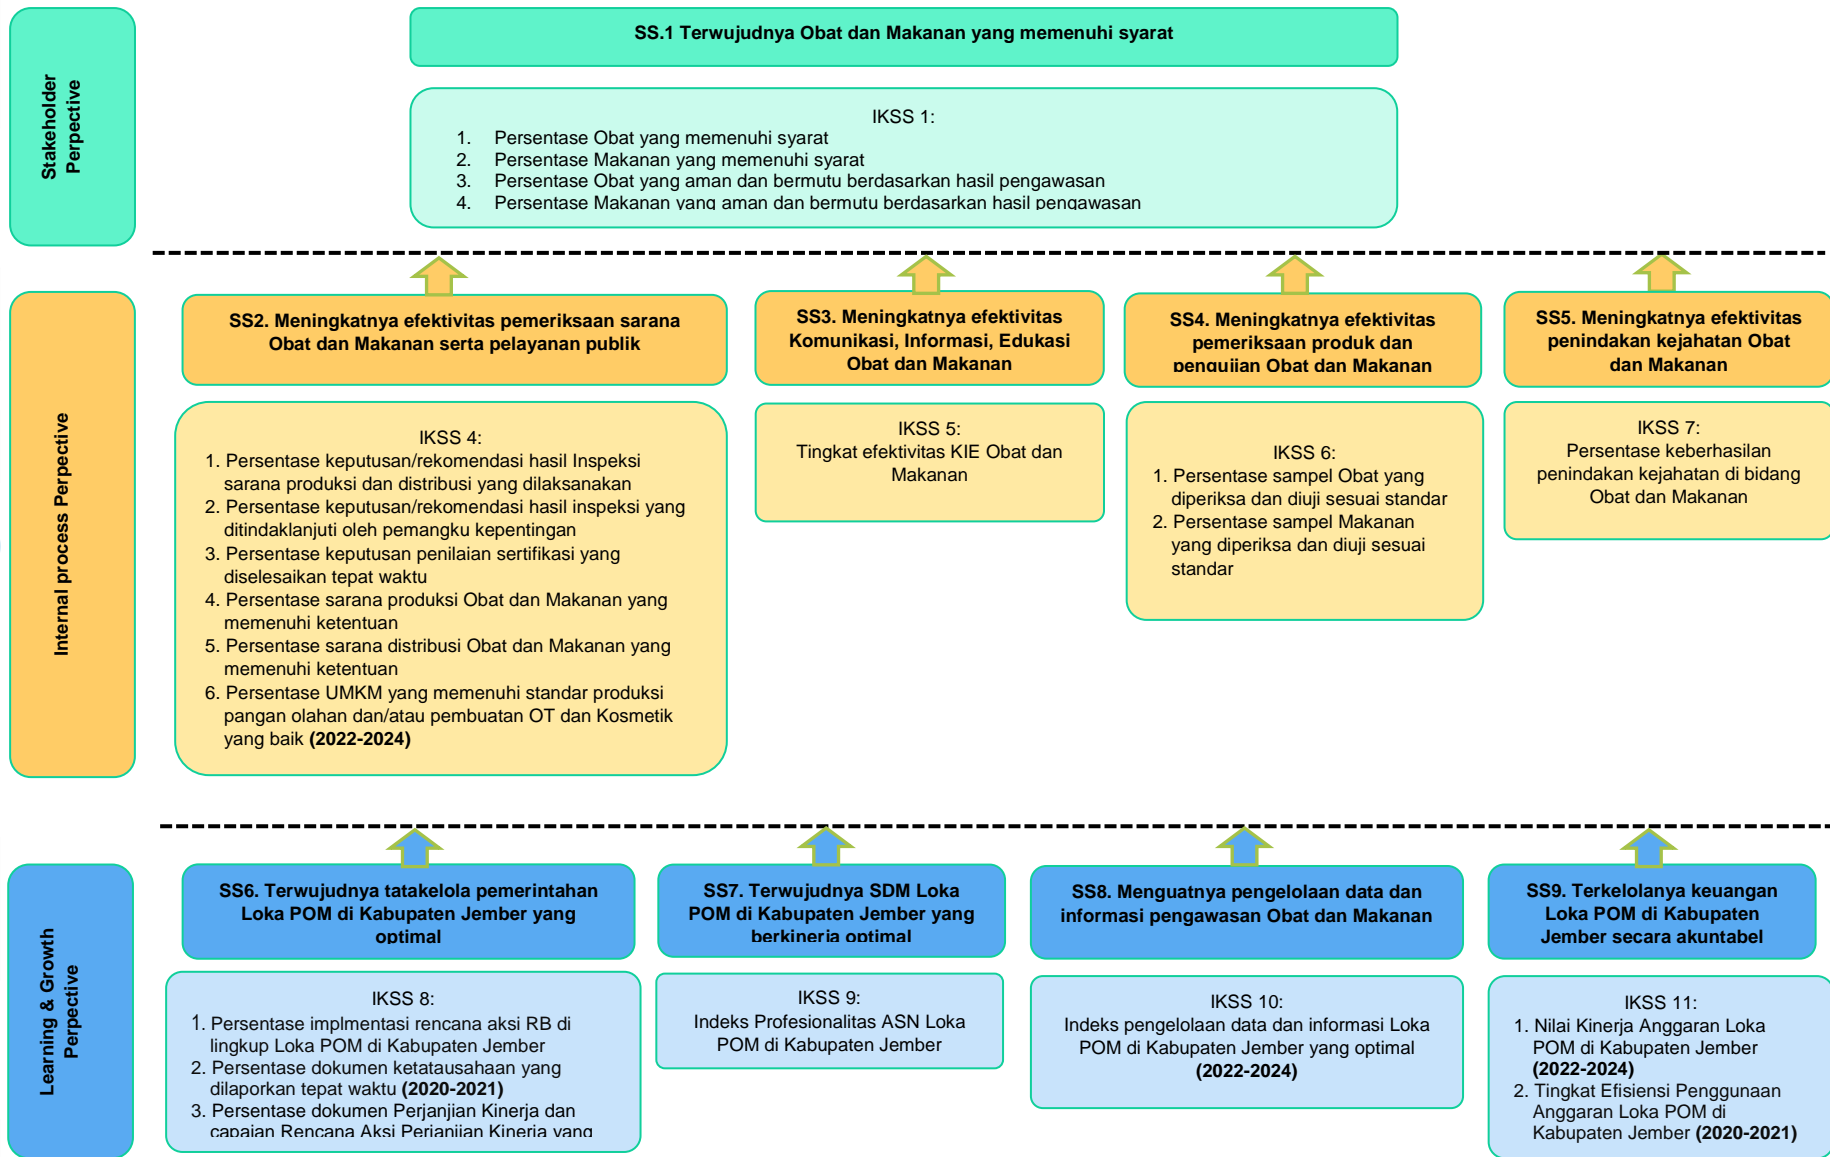 Stakeholder
Perpective
SS.1 Terwujudnya Obat dan Makanan yang memenuhi syarat
IKSS 1:
1. Persentase Obat yang memenuhi syarat
2. Persentase Makanan yang memenuhi syarat
3. Persentase Obat yang aman dan bermutu berdasarkan hasil pengawasan
4. Persentase Makanan yang aman dan bermutu berdasarkan hasil pengawasan
Internal process Perpective
SS2. Meningkatnya efektivitas pemeriksaan sarana
Obat dan Makanan serta pelayanan publik
IKSS 4:
1. Persentase keputusan/rekomendasi hasil Inspeksi
sarana produksi dan distribusi yang dilaksanakan
2. Persentase keputusan/rekomendasi hasil inspeksi yang
ditindaklanjuti oleh pemangku kepentingan
3. Persentase keputusan penilaian sertifikasi yang
diselesaikan tepat waktu
4. Persentase sarana produksi Obat dan Makanan yang
memenuhi ketentuan
5. Persentase sarana distribusi Obat dan Makanan yang
memenuhi ketentuan
6. Persentase UMKM yang memenuhi standar produksi
pangan olahan dan/atau pembuatan OT dan Kosmetik
yang baik (2022-2024)
SS3. Meningkatnya efektivitas
Komunikasi, Informasi, Edukasi
Obat dan Makanan
IKSS 5:
Tingkat efektivitas KIE Obat dan
Makanan
SS4. Meningkatnya efektivitas
pemeriksaan produk dan
pengujian Obat dan Makanan
IKSS 6:
1. Persentase sampel Obat yang
diperiksa dan diuji sesuai standar
2. Persentase sampel Makanan
yang diperiksa dan diuji sesuai
standar
SS5. Meningkatnya efektivitas
penindakan kejahatan Obat
dan Makanan
IKSS 7:
Persentase keberhasilan
penindakan kejahatan di bidang
Obat dan Makanan
Learning & Growth
Perpective
SS6. Terwujudnya tatakelola pemerintahan
Loka POM di Kabupaten Jember yang
optimal
IKSS 8:
1. Persentase implmentasi rencana aksi RB di
lingkup Loka POM di Kabupaten Jember
2. Persentase dokumen ketatausahaan yang
dilaporkan tepat waktu (2020-2021)
3. Persentase dokumen Perjanjian Kinerja dan
capaian Rencana Aksi Perjanjian Kinerja yang
SS7. Terwujudnya SDM Loka
POM di Kabupaten Jember yang
berkinerja optimal
IKSS 9:
Indeks Profesionalitas ASN Loka
POM di Kabupaten Jember
SS8. Menguatnya pengelolaan data dan
informasi pengawasan Obat dan Makanan
IKSS 10:
Indeks pengelolaan data dan informasi Loka
POM di Kabupaten Jember yang optimal
(2022-2024)
SS9. Terkelolanya keuangan
Loka POM di Kabupaten
Jember secara akuntabel
IKSS 11:
1. Nilai Kinerja Anggaran Loka
POM di Kabupaten Jember
(2022-2024)
2. Tingkat Efisiensi Penggunaan
Anggaran Loka POM di
Kabupaten Jember (2020-2021)